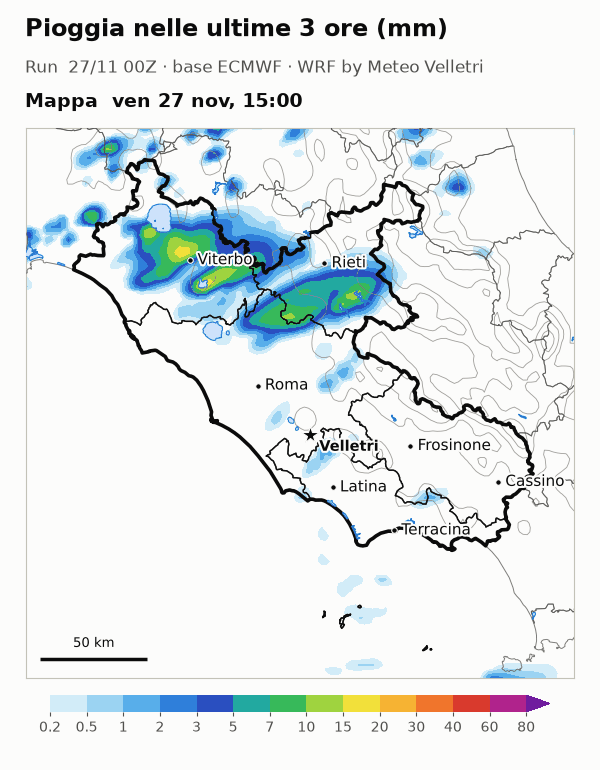 Pioggia nelle ultime 3 ore (mm)
Run  27/11 00Z · base ECMWF · WRF by Meteo Velletri
Mappa  ven 27 nov, 15:00
Viterbo
Rieti
Roma
Velletri
Frosinone
Cassino
Latina
Terracina
50 km
0.2 0.5 1 2 3 5 7 10 15 20 30 40 60 80